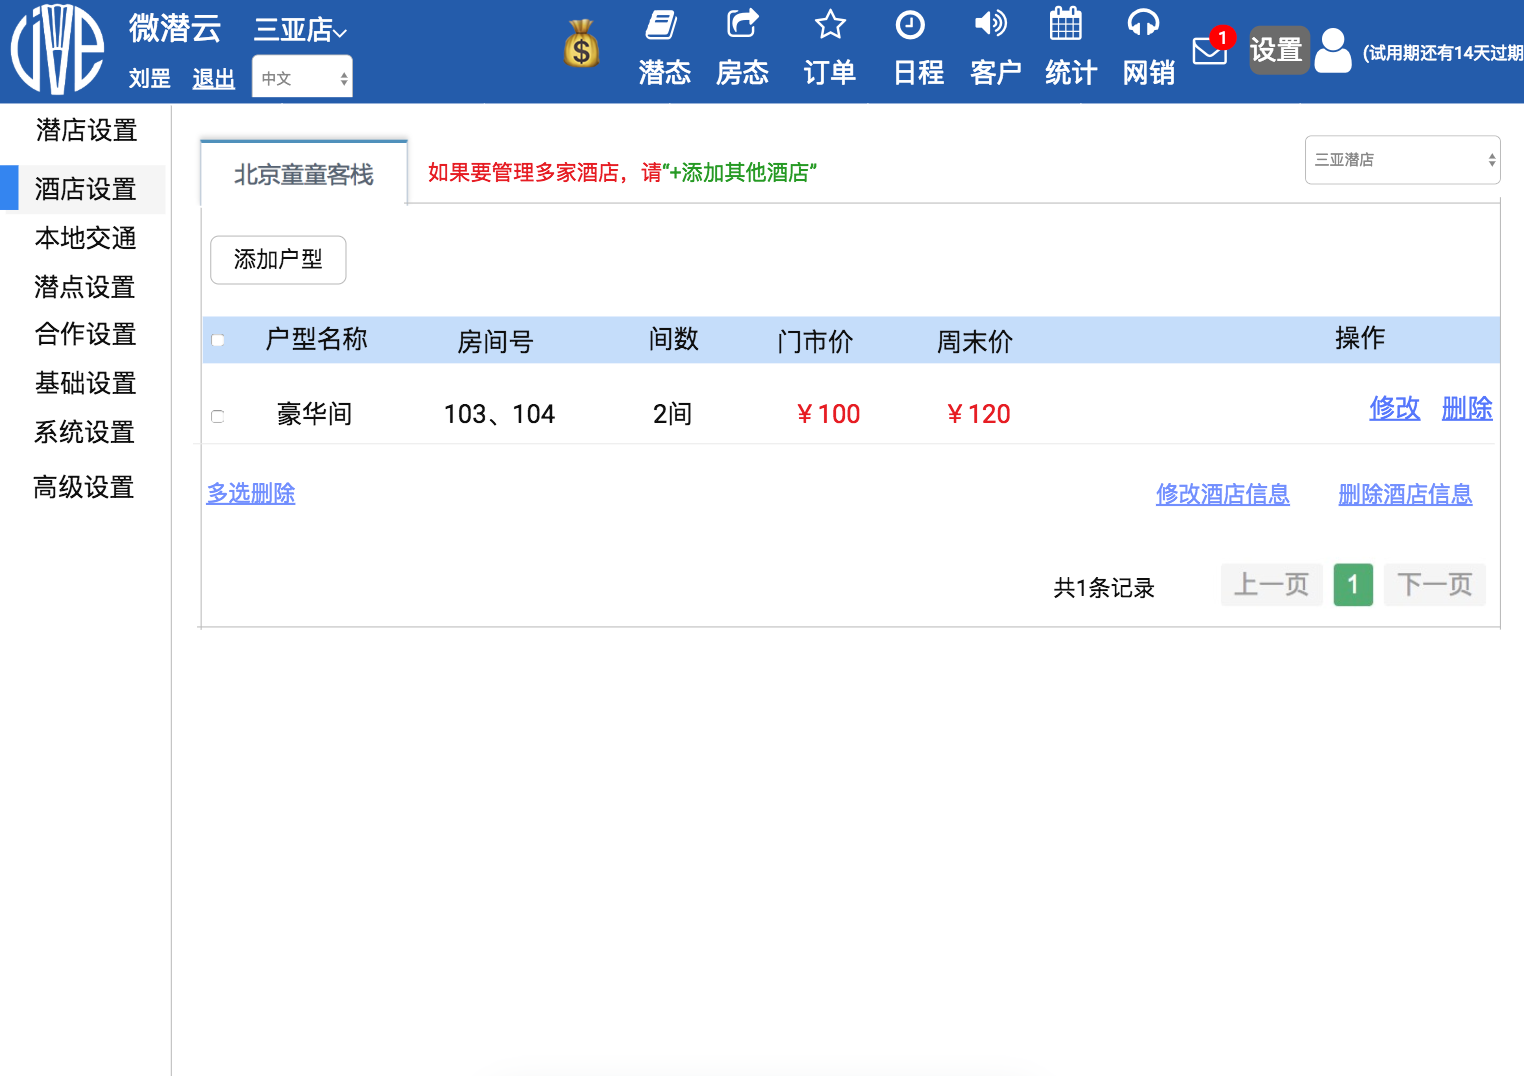 微潜云 三亚店
刘罡 退出 中文
潜态 房态 订单 日程 客户 统计 网销 1 设置 (试用期还有14天过期
潜店设置
酒店设置
本地交通
潜点设置
合作设置
基础设置
系统设置
高级设置
北京童童客栈 如果要管理多家酒店，请“+添加其他酒店” 三亚潜店
添加户型
户型名称 房间号 间数 门市价 周末价 操作
豪华间 103、104 2间 ￥100 ￥120 修改 删除
多选删除 修改酒店信息 删除酒店信息
共1条记录 上一页 1 下一页